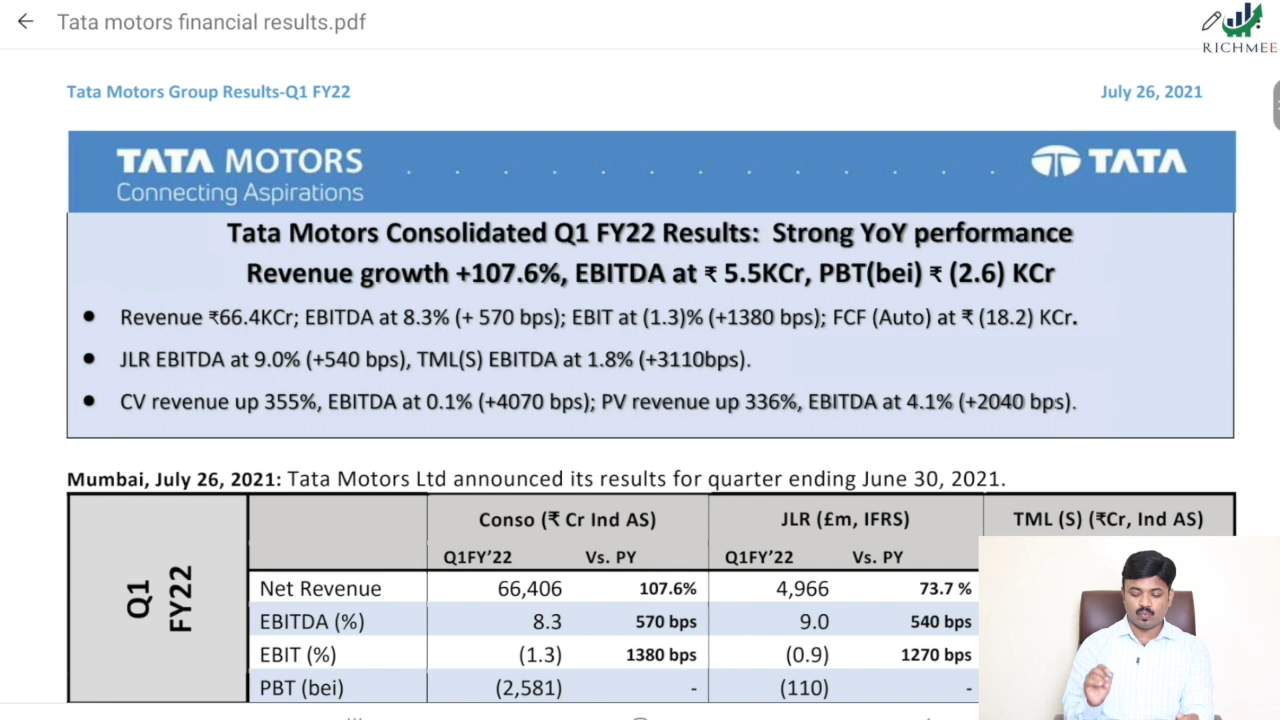 Tata motors financial results.pdf
RICHMEE
Tata Motors Group Results-Q1 FY22 July 26, 2021
TATA MOTORS
Connecting Aspirations
TATA
Tata Motors Consolidated Q1 FY22 Results: Strong YoY performance
Revenue growth +107.6%, EBITDA at ₹ 5.5KCr, PBT(bei) ₹ (2.6) KCr
● Revenue ₹66.4KCr; EBITDA at 8.3% (+ 570 bps); EBIT at (1.3)% (+1380 bps); FCF (Auto) at ₹ (18.2) KCr.
● JLR EBITDA at 9.0% (+540 bps), TML(S) EBITDA at 1.8% (+3110bps).
● CV revenue up 355%, EBITDA at 0.1% (+4070 bps); PV revenue up 336%, EBITDA at 4.1% (+2040 bps).
Mumbai, July 26, 2021: Tata Motors Ltd announced its results for quarter ending June 30, 2021.
Q1
FY22
Conso (₹ Cr Ind AS) JLR (£m, IFRS) TML (S) (₹Cr, Ind AS)
Q1FY'22 Vs. PY Q1FY'22 Vs. PY
Net Revenue 66,406 107.6% 4,966 73.7 %
EBITDA (%) 8.3 570 bps 9.0 540 bps
EBIT (%) (1.3) 1380 bps (0.9) 1270 bps
PBT (bei) (2,581) - (110) -